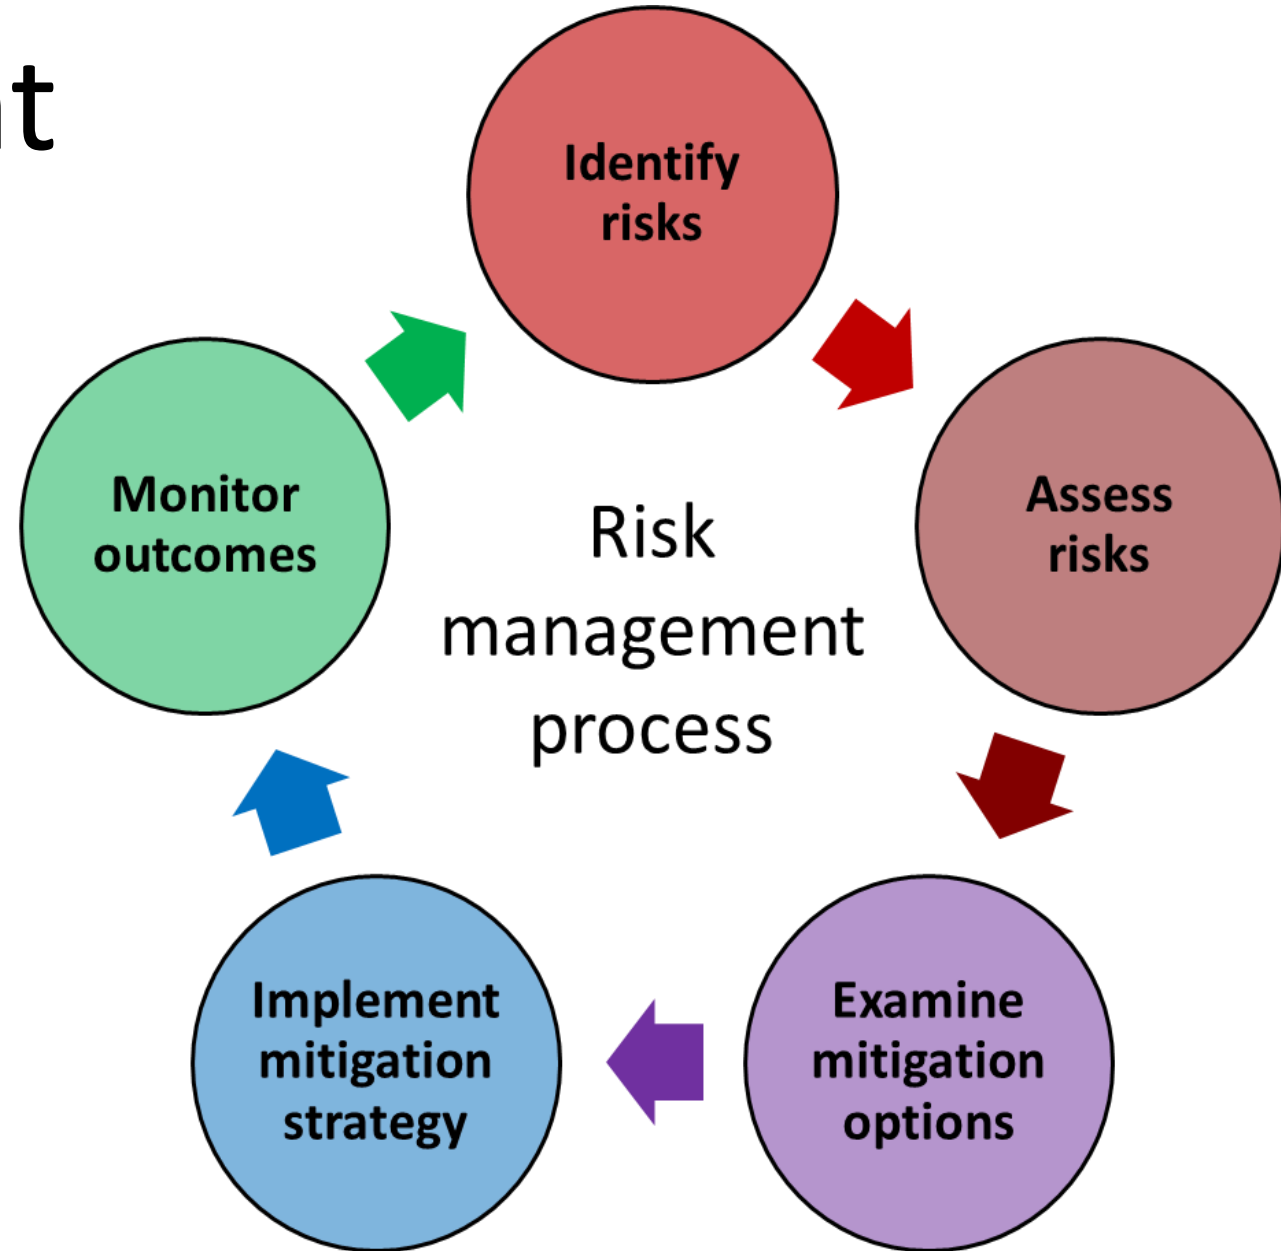 Identify
risks
Assess
risks
Examine
mitigation
options
Implement
mitigation
strategy
Monitor
outcomes
Risk
management
process